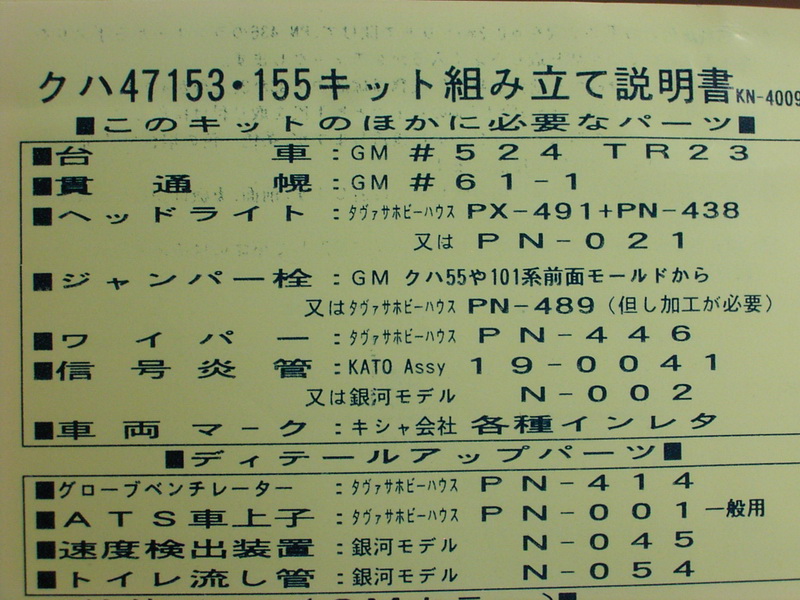 クハ47153・155キット組み立て説明書KN-4009
■このキットのほかに必要なパーツ■
■台車：GM #524 TR23
■貫通幌：GM #61-1
■ヘッドライト：タヴァサホビーハウス PX-491+PN-438
又は PN-021
■ジャンパー栓：GM クハ55や101系前面モールドから
又はタヴァサホビーハウス PN-489（但し加工が必要）
■ワイパー：タヴァサホビーハウス PN-446
■信号炎管：KATO Assy 19-0041
又は銀河モデル N-002
■車両マーク：キシャ会社 各種インレタ
■ディテールアップパーツ■
■グローブベンチレーター：タヴァサホビーハウス PN-414
■ATS車上子：タヴァサホビーハウス PN-001一般用
■速度検出装置：銀河モデル N-045
■トイレ流し管：銀河モデル N-054